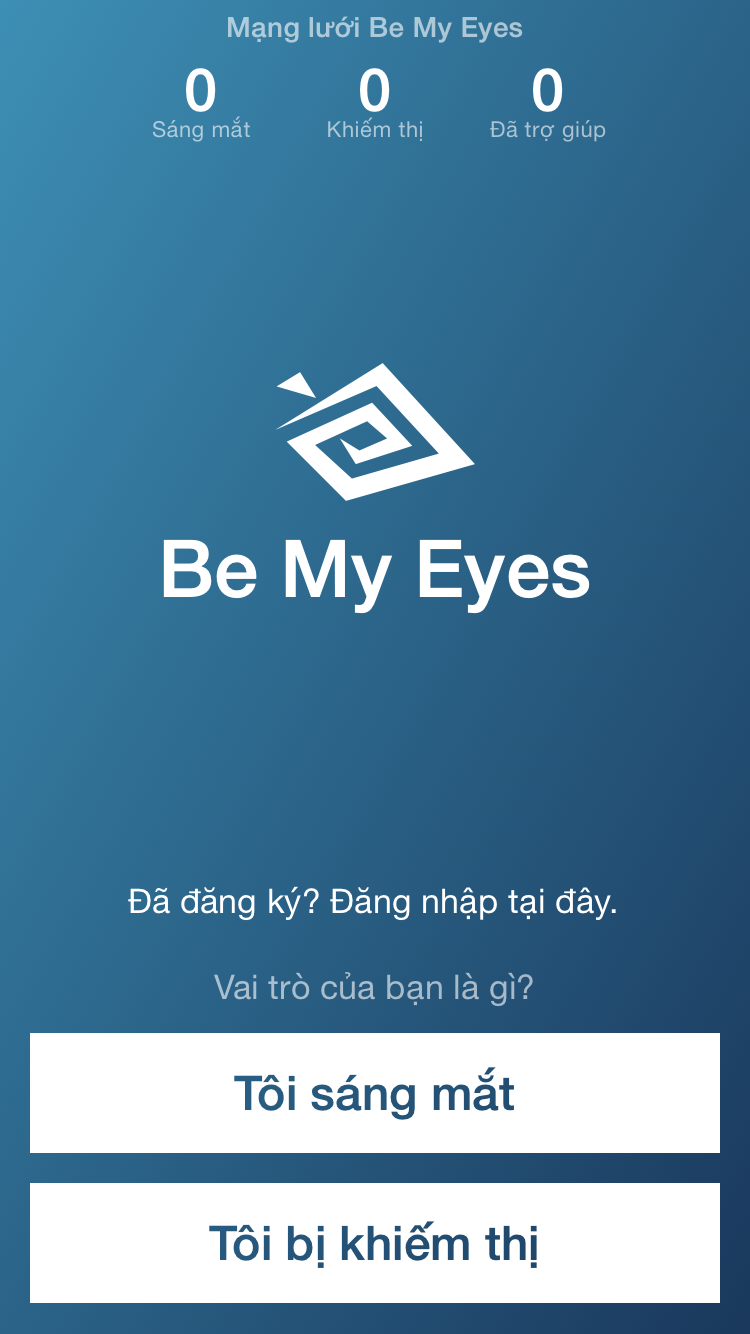 Mạng lưới Be My Eyes
0 0 0
Sáng mắt Khiếm thị Đã trợ giúp
Be My Eyes
Đã đăng ký? Đăng nhập tại đây.
Vai trò của bạn là gì?
Tôi sáng mắt
Tôi bị khiếm thị